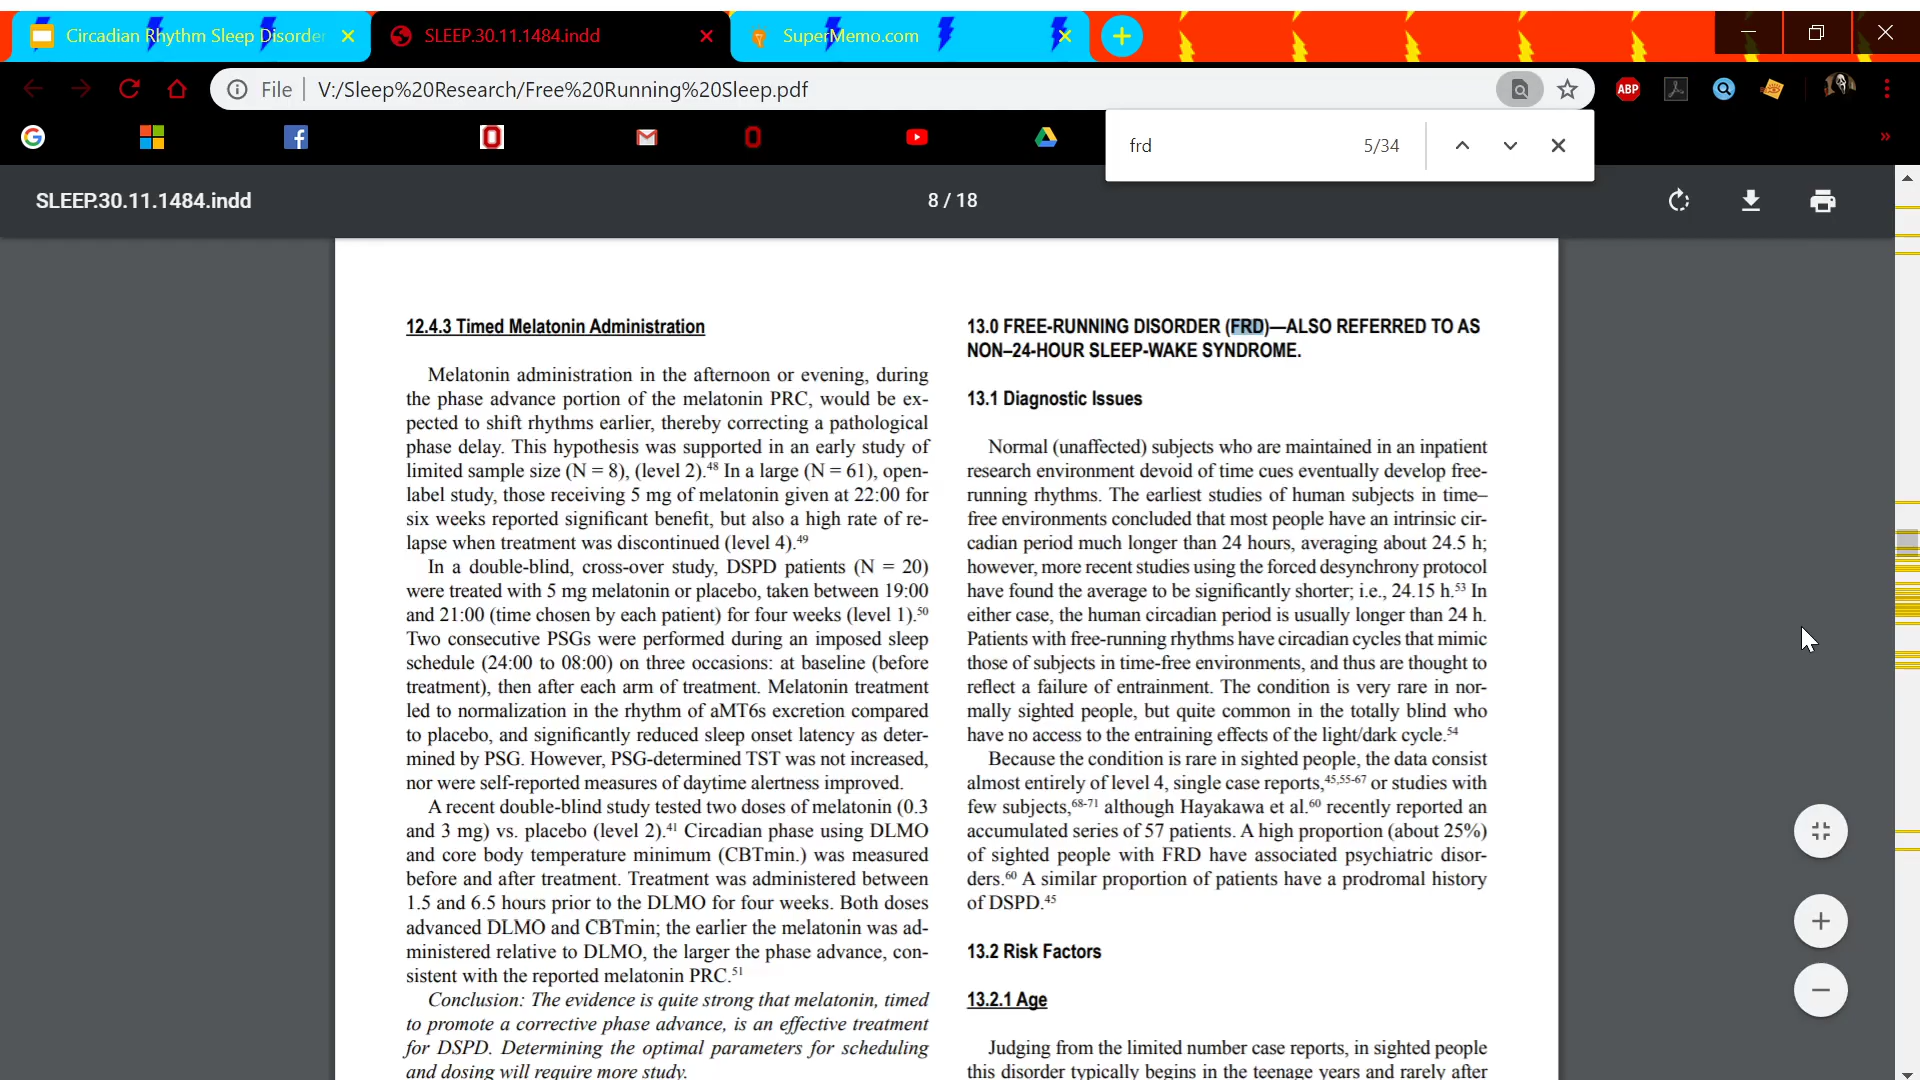 Circadian Rhythm Sleep Disorder
SLEEP.30.11.1484.indd
SuperMemo.com
File
V:/Sleep%20Research/Free%20Running%20Sleep.pdf
ABP
frd
5/34
SLEEP.30.11.1484.indd
8 / 18
12.4.3 Timed Melatonin Administration
Melatonin administration in the afternoon or evening, during
the phase advance portion of the melatonin PRC, would be ex-
pected to shift rhythms earlier, thereby correcting a pathological
phase delay. This hypothesis was supported in an early study of
limited sample size (N = 8), (level 2).48 In a large (N = 61), open-
label study, those receiving 5 mg of melatonin given at 22:00 for
six weeks reported significant benefit, but also a high rate of re-
lapse when treatment was discontinued (level 4).49
In a double-blind, cross-over study, DSPD patients (N = 20)
were treated with 5 mg melatonin or placebo, taken between 19:00
and 21:00 (time chosen by each patient) for four weeks (level 1).50
Two consecutive PSGs were performed during an imposed sleep
schedule (24:00 to 08:00) on three occasions: at baseline (before
treatment), then after each arm of treatment. Melatonin treatment
led to normalization in the rhythm of aMT6s excretion compared
to placebo, and significantly reduced sleep onset latency as deter-
mined by PSG. However, PSG-determined TST was not increased,
nor were self-reported measures of daytime alertness improved.
A recent double-blind study tested two doses of melatonin (0.3
and 3 mg) vs. placebo (level 2).41 Circadian phase using DLMO
and core body temperature minimum (CBTmin.) was measured
before and after treatment. Treatment was administered between
1.5 and 6.5 hours prior to the DLMO for four weeks. Both doses
advanced DLMO and CBTmin; the earlier the melatonin was ad-
ministered relative to DLMO, the larger the phase advance, con-
sistent with the reported melatonin PRC.51
Conclusion: The evidence is quite strong that melatonin, timed
to promote a corrective phase advance, is an effective treatment
for DSPD. Determining the optimal parameters for scheduling
and dosing will require more study.
13.0 FREE-RUNNING DISORDER (FRD)—ALSO REFERRED TO AS
NON–24-HOUR SLEEP-WAKE SYNDROME.
13.1 Diagnostic Issues
Normal (unaffected) subjects who are maintained in an inpatient
research environment devoid of time cues eventually develop free-
running rhythms. The earliest studies of human subjects in time–
free environments concluded that most people have an intrinsic cir-
cadian period much longer than 24 hours, averaging about 24.5 h;
however, more recent studies using the forced desynchrony protocol
have found the average to be significantly shorter; i.e., 24.15 h.53 In
either case, the human circadian period is usually longer than 24 h.
Patients with free-running rhythms have circadian cycles that mimic
those of subjects in time-free environments, and thus are thought to
reflect a failure of entrainment. The condition is very rare in nor-
mally sighted people, but quite common in the totally blind who
have no access to the entraining effects of the light/dark cycle.54
Because the condition is rare in sighted people, the data consist
almost entirely of level 4, single case reports,45,55-67 or studies with
few subjects,68-71 although Hayakawa et al.60 recently reported an
accumulated series of 57 patients. A high proportion (about 25%)
of sighted people with FRD have associated psychiatric disor-
ders.60 A similar proportion of patients have a prodromal history
of DSPD.45
13.2 Risk Factors
13.2.1 Age
Judging from the limited number case reports, in sighted people
this disorder typically begins in the teenage years and rarely after